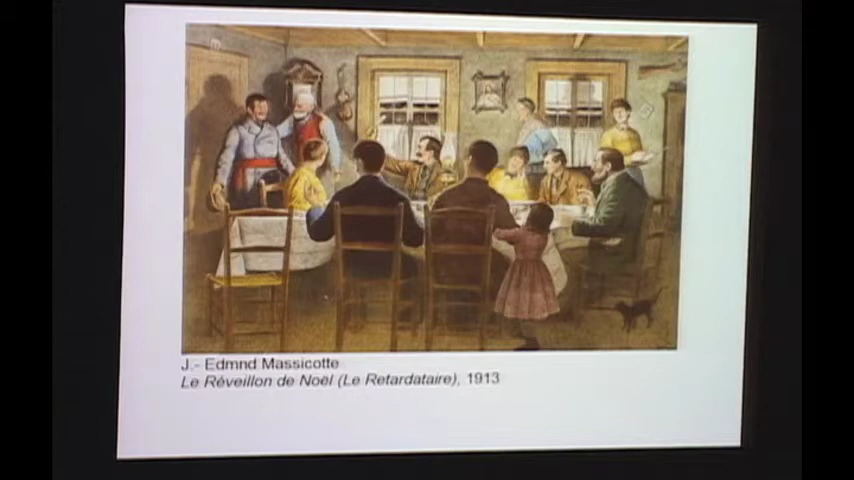 J.- Edmnd Massicotte
Le Réveillon de Noël (Le Retardataire), 1913